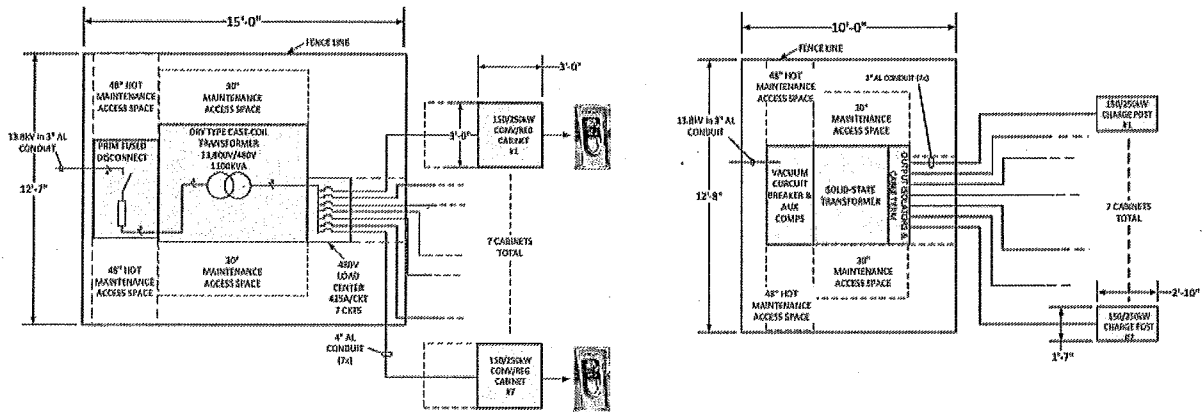 15'-0"
FENCE LINE
48" HOT
MAINTENANCE
ACCESS SPACE
30"
MAINTENANCE
ACCESS SPACE
13.8kV in 3" AL
CONDUIT
PRIM FUSED
DISCONNECT
DRY TYPE CAST-COIL
TRANSFORMER
13,800V/480V
1100KVA
12'-7"
48" HOT
MAINTENANCE
ACCESS SPACE
30"
MAINTENANCE
ACCESS SPACE
480V
LOAD
CENTER
415A/CKT
7 CKTS
4" AL
CONDUIT
(7x)
3'-0"
3'-0"
150/250kW
CONV/REG
CABINET
#1
7 CABINETS
TOTAL
150/250kW
CONV/REG
CABINET
#7
10'-0"
FENCE LINE
48" HOT
MAINTENANCE
ACCESS SPACE
3" AL CONDUIT (7x)
30"
MAINTENANCE
ACCESS SPACE
13.8kV in 3" AL
CONDUIT
12'-8"
VACUUM
CIRCUIT
BREAKER &
AUX
COMPS
SOLID-STATE
TRANSFORMER
OUTPUT ISOLATORS &
CABLE TERM
30"
MAINTENANCE
ACCESS SPACE
48" HOT
MAINTENANCE
ACCESS SPACE
150/250kW
CHARGE POST
#1
7 CABINETS
TOTAL
2'-10"
150/250kW
CHARGE POST
1'-7"